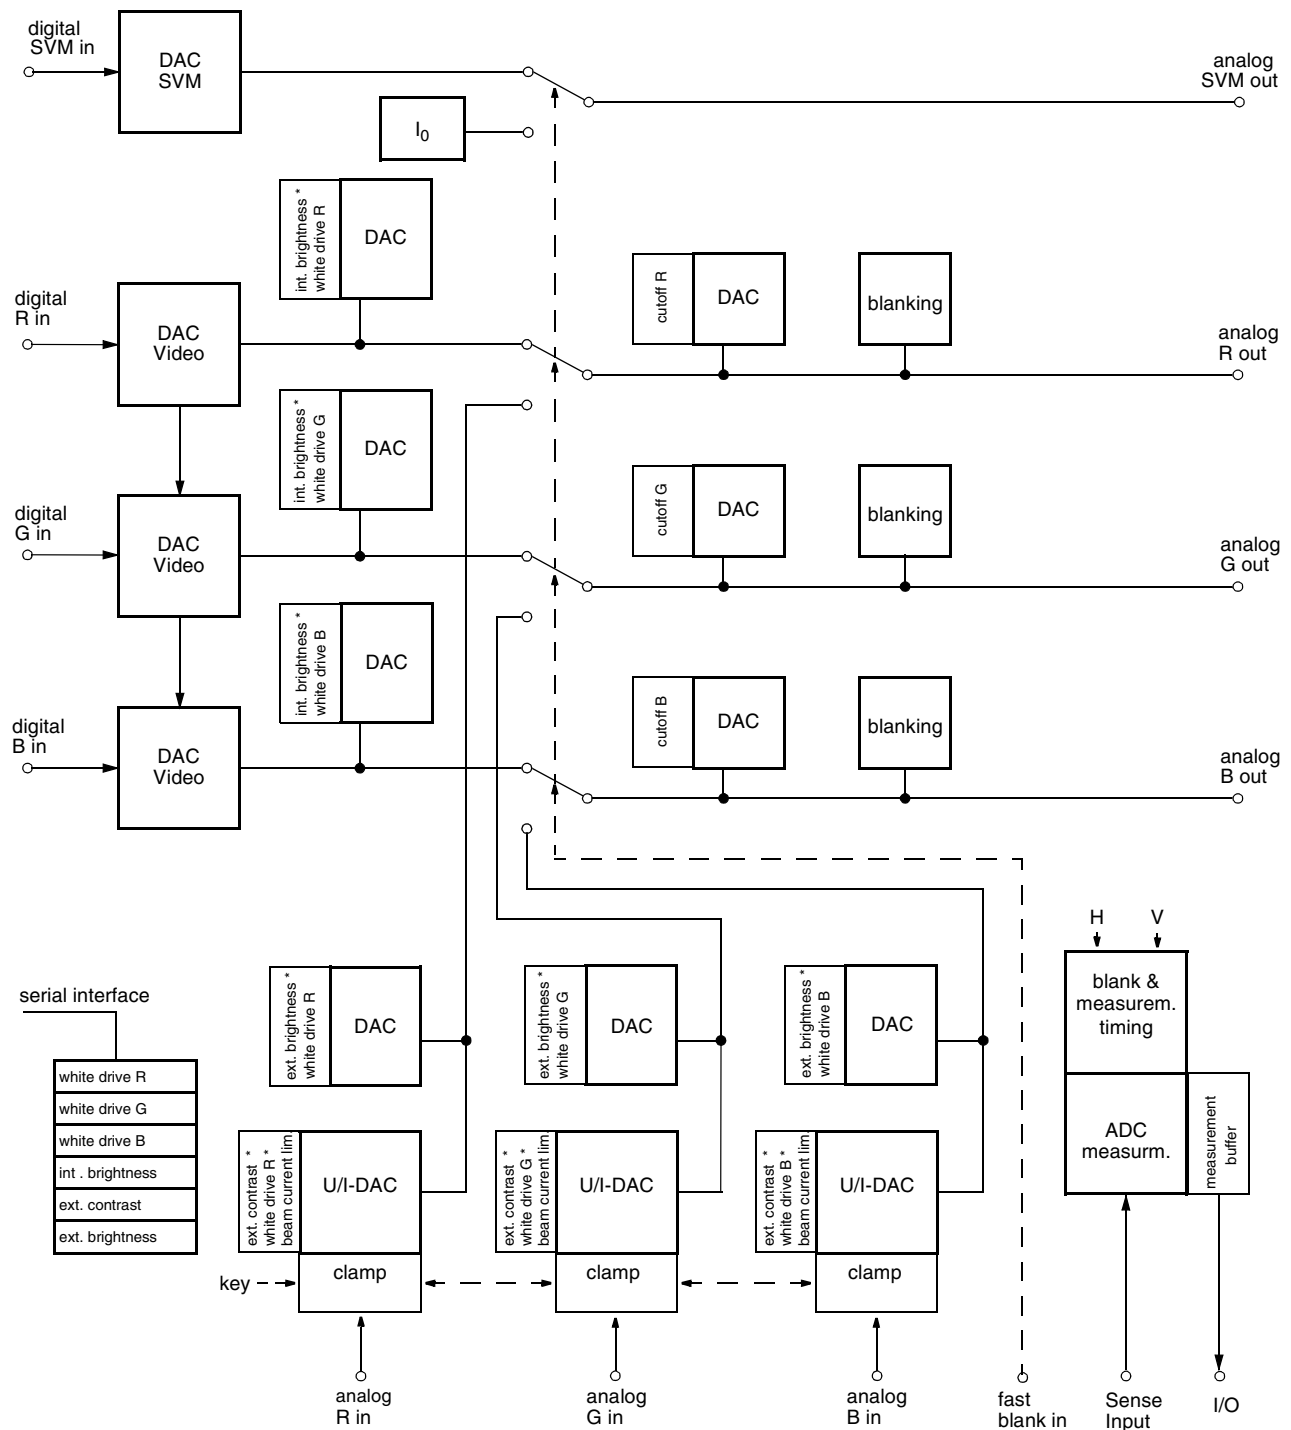 digital
SVM in
DAC
SVM
analog
SVM out
I0
int. brightness *
white drive R
DAC
digital
R in
DAC
Video
cutoff R
DAC
blanking
analog
R out
int. brightness *
white drive G
DAC
digital
G in
DAC
Video
cutoff G
DAC
blanking
analog
G out
int. brightness *
white drive B
DAC
digital
B in
DAC
Video
cutoff B
DAC
blanking
analog
B out
H
V
serial interface
white drive R
white drive G
white drive B
int . brightness
ext. contrast
ext. brightness
ext. brightness *
white drive R
DAC
ext. brightness *
white drive G
DAC
ext. brightness *
white drive B
DAC
blank &
measurem.
timing
ext. contrast *
white drive R *
beam current lim.
U/I-DAC
ext. contrast *
white drive G *
beam current lim.
U/I-DAC
ext. contrast *
white drive B *
beam current lim.
U/I-DAC
ADC
measurm.
measurement
buffer
key
clamp
clamp
clamp
analog
R in
analog
G in
analog
B in
fast
blank in
Sense
Input
I/O